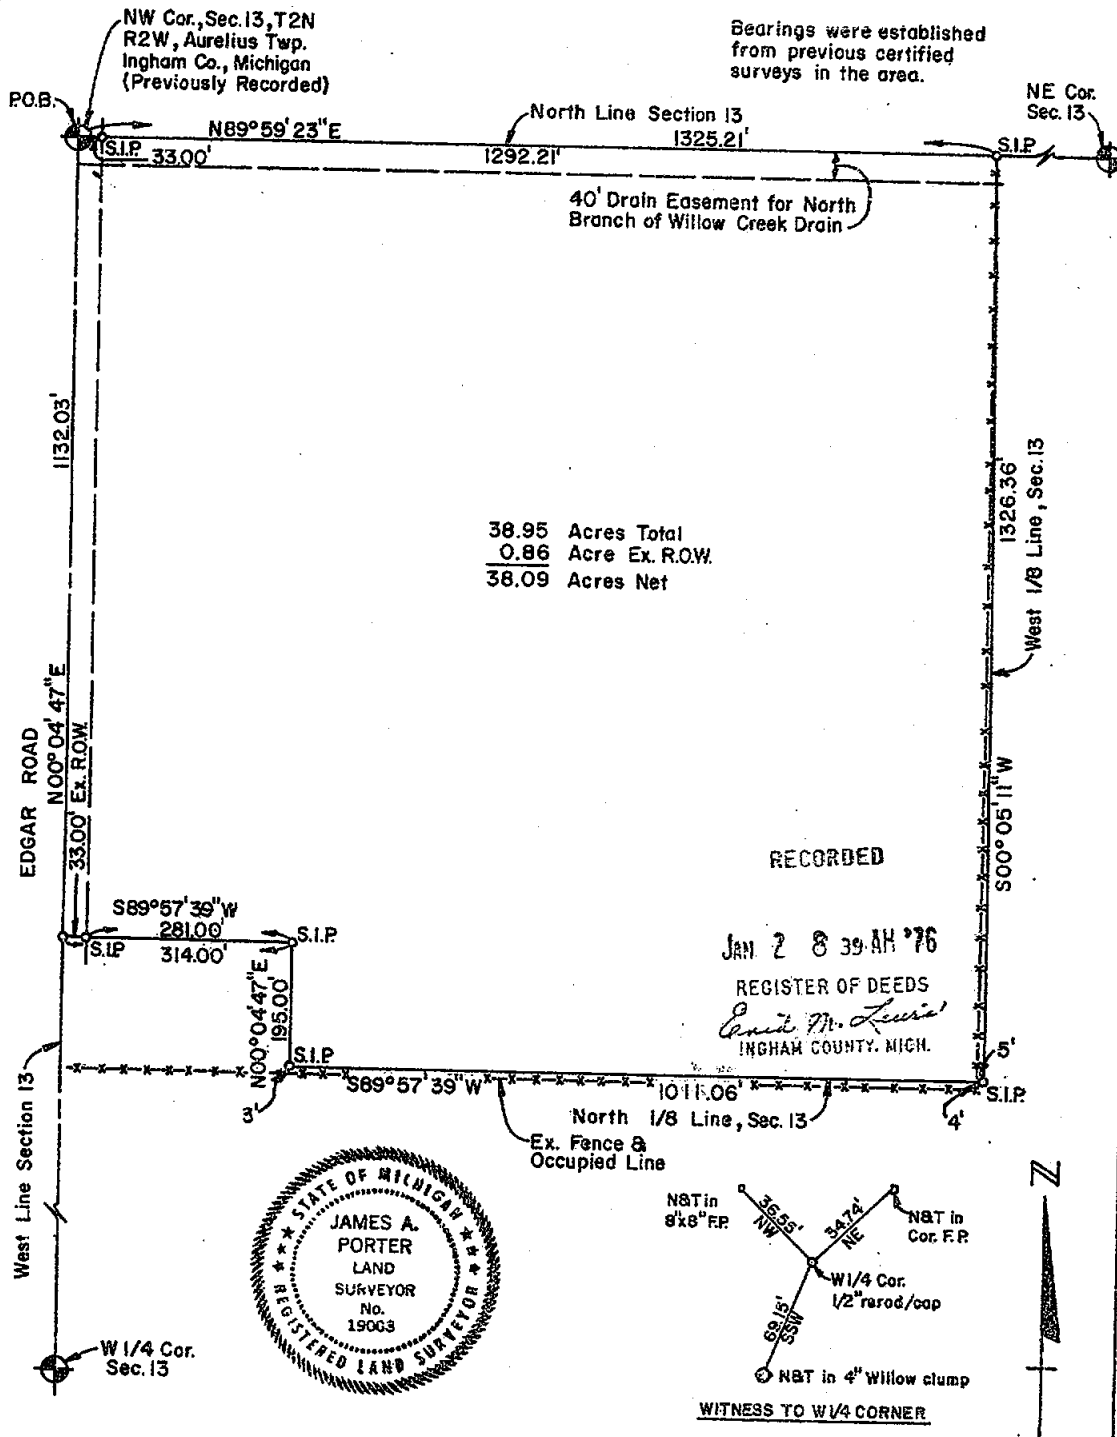 NW Cor., Sec. 13, T2N
R2W, Aurelius Twp.
Ingham Co., Michigan
(Previously Recorded)
Bearings were established
from previous certified
surveys in the area.
P.O.B.
NE Cor.
Sec. 13
North Line Section 13
N89°59'23"E
1325.21'
S.I.P.
33.00'
1292.21'
S.I.P.
40' Drain Easement for North
Branch of Willow Creek Drain
1132.03'
1326.36'
West 1/8 Line, Sec. 13
38.95 Acres Total
0.86 Acre Ex. R.O.W.
38.09 Acres Net
EDGAR ROAD
N00°04'47"E
33.00' Ex. R.O.W.
S00°05'11"W
RECORDED
S89°57'39"W
281.00'
S.I.P.
314.00'
S.I.P.
JAN 2 8 39 AM '76
REGISTER OF DEEDS
INGHAM COUNTY, MICH.
N00°04'47"E
195.00'
S.I.P.
5'
S89°57'39"W
1011.06'
S.I.P.
3'
North 1/8 Line, Sec. 13
4'
Ex. Fence &
Occupied Line
West Line Section 13
STATE OF MICHIGAN
JAMES A.
PORTER
LAND
SURVEYOR
No.
19003
REGISTERED LAND SURVEYOR
N&T in
8"x8" F.P.
36.55'
NW
34.74'
NE
N&T in
Cor. F.P.
W1/4 Cor.
1/2" rerod/cap
69.15'
SSW
N&T in 4" Willow clump
WITNESS TO W1/4 CORNER
W 1/4 Cor.
Sec. 13
N